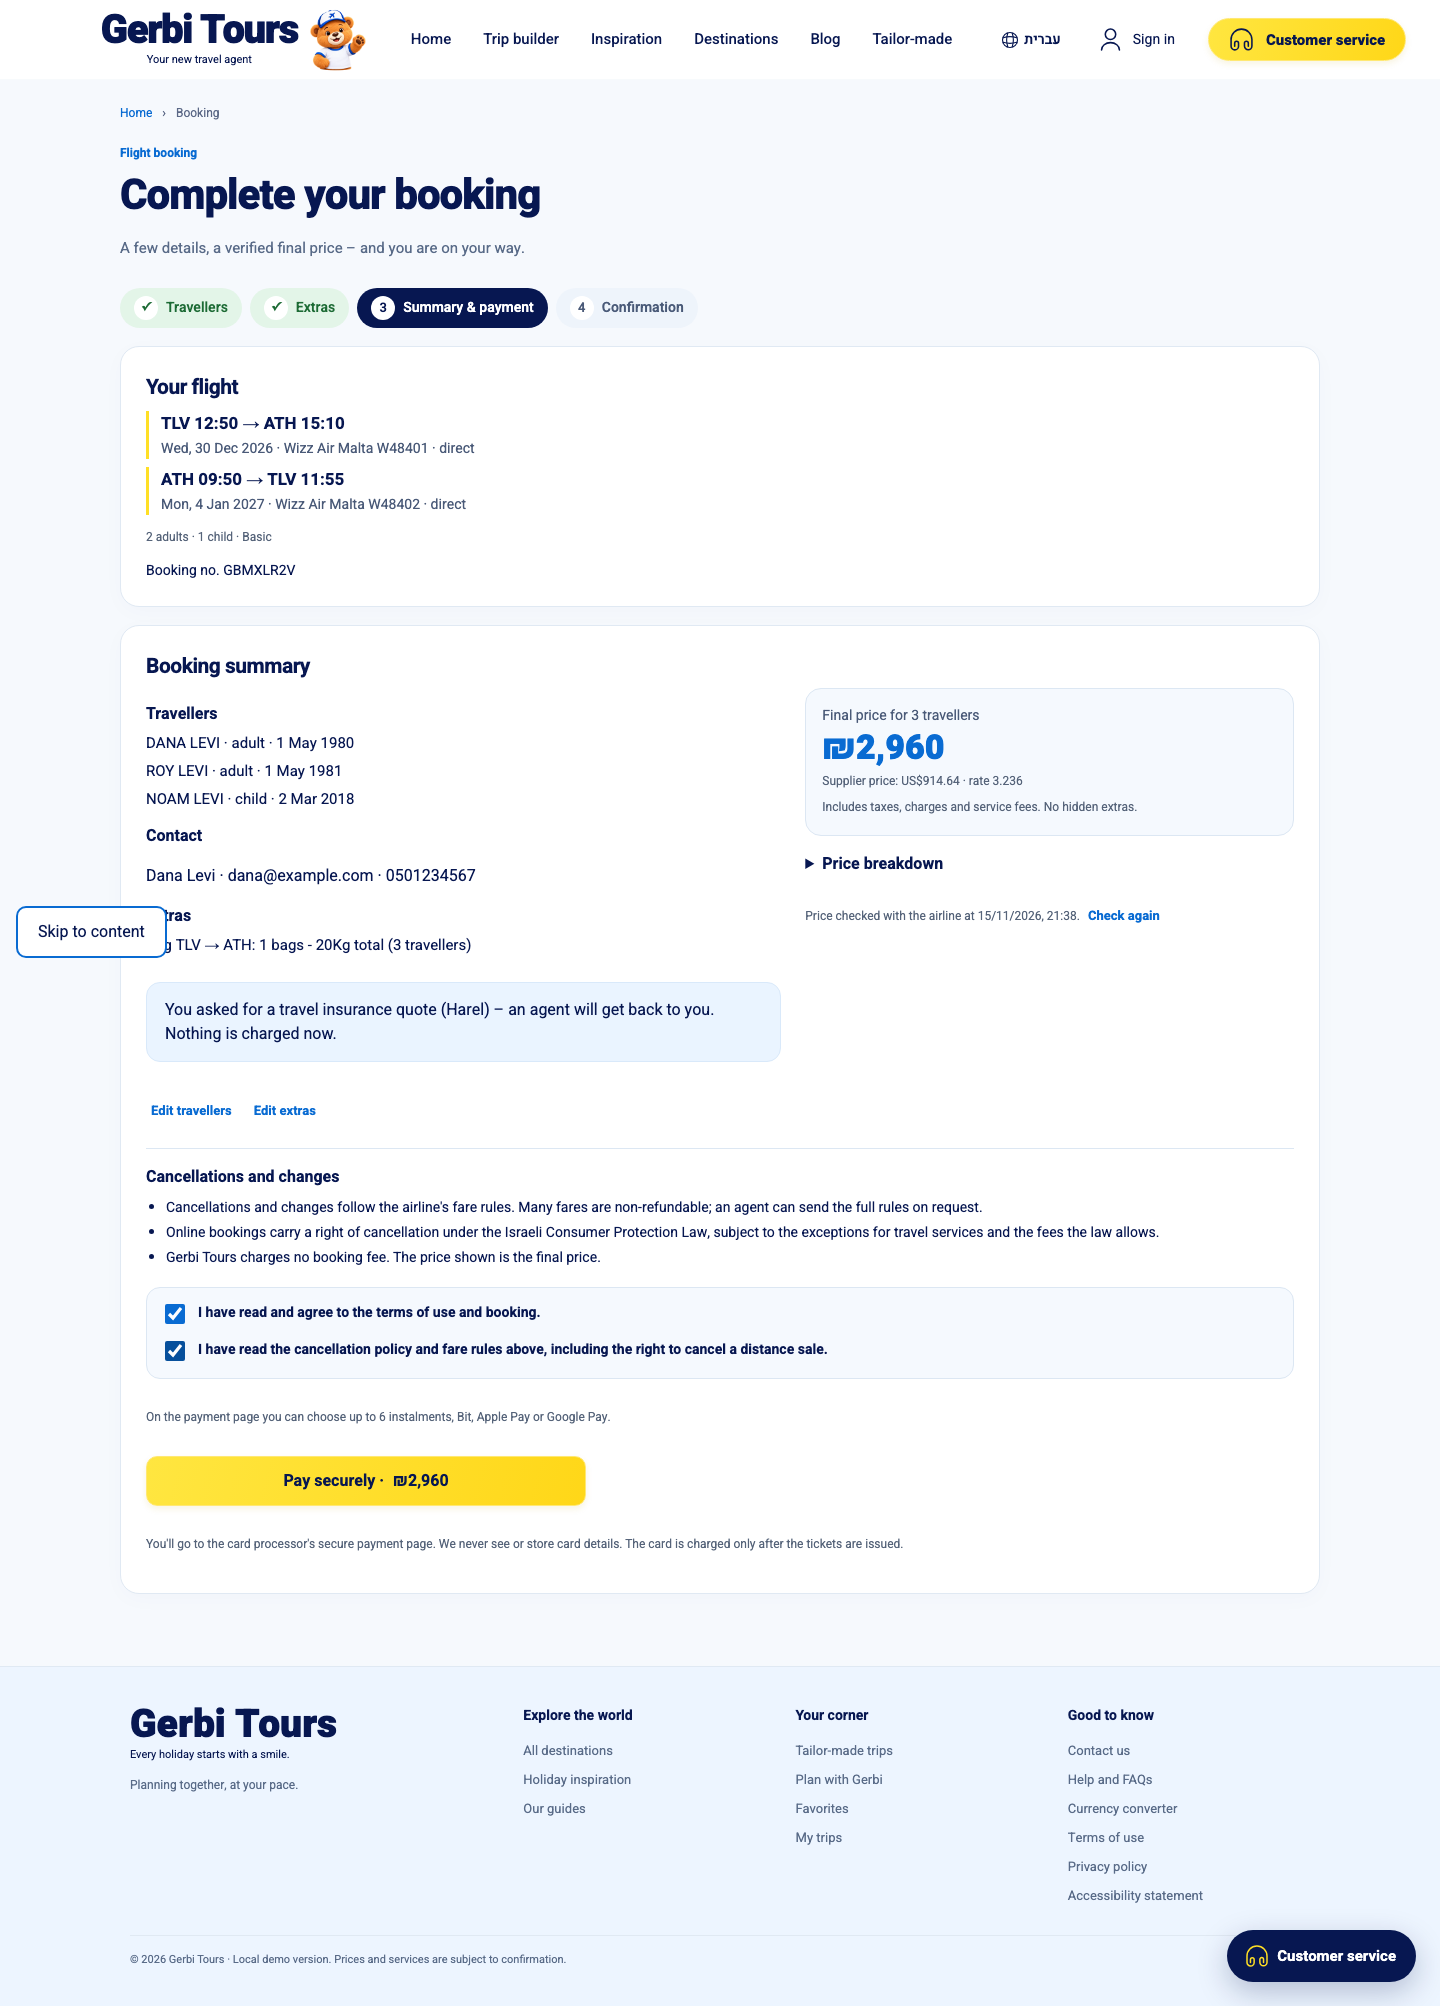 Gerbi Tours
Your new travel agent
Home
Trip builder
Inspiration
Destinations
Blog
Tailor-made
עברית
Sign in
Customer service
Home › Booking
Flight booking
Complete your booking
A few details, a verified final price – and you are on your way.
✓ Travellers
✓ Extras
3 Summary & payment
4 Confirmation
Your flight
TLV 12:50 → ATH 15:10
Wed, 30 Dec 2026 · Wizz Air Malta W48401 · direct
ATH 09:50 → TLV 11:55
Mon, 4 Jan 2027 · Wizz Air Malta W48402 · direct
2 adults · 1 child · Basic
Booking no. GBMXLR2V
Booking summary
Travellers
DANA LEVI · adult · 1 May 1980
ROY LEVI · adult · 1 May 1981
NOAM LEVI · child · 2 Mar 2018
Contact
Dana Levi · dana@example.com · 0501234567
Skip to content
TLV → ATH: 1 bags - 20Kg total (3 travellers)
You asked for a travel insurance quote (Harel) – an agent will get back to you.
Nothing is charged now.
Edit travellers
Edit extras
Final price for 3 travellers
₪2,960
Supplier price: US$914.64 · rate 3.236
Includes taxes, charges and service fees. No hidden extras.
▶ Price breakdown
Price checked with the airline at 15/11/2026, 21:38. Check again
Cancellations and changes
• Cancellations and changes follow the airline's fare rules. Many fares are non-refundable; an agent can send the full rules on request.
• Online bookings carry a right of cancellation under the Israeli Consumer Protection Law, subject to the exceptions for travel services and the fees the law allows.
• Gerbi Tours charges no booking fee. The price shown is the final price.
I have read and agree to the terms of use and booking.
I have read the cancellation policy and fare rules above, including the right to cancel a distance sale.
On the payment page you can choose up to 6 instalments, Bit, Apple Pay or Google Pay.
Pay securely · ₪2,960
You'll go to the card processor's secure payment page. We never see or store card details. The card is charged only after the tickets are issued.
Gerbi Tours
Every holiday starts with a smile.
Planning together, at your pace.
Explore the world
All destinations
Holiday inspiration
Our guides
Your corner
Tailor-made trips
Plan with Gerbi
Favorites
My trips
Good to know
Contact us
Help and FAQs
Currency converter
Terms of use
Privacy policy
Accessibility statement
© 2026 Gerbi Tours · Local demo version. Prices and services are subject to confirmation.
Customer service